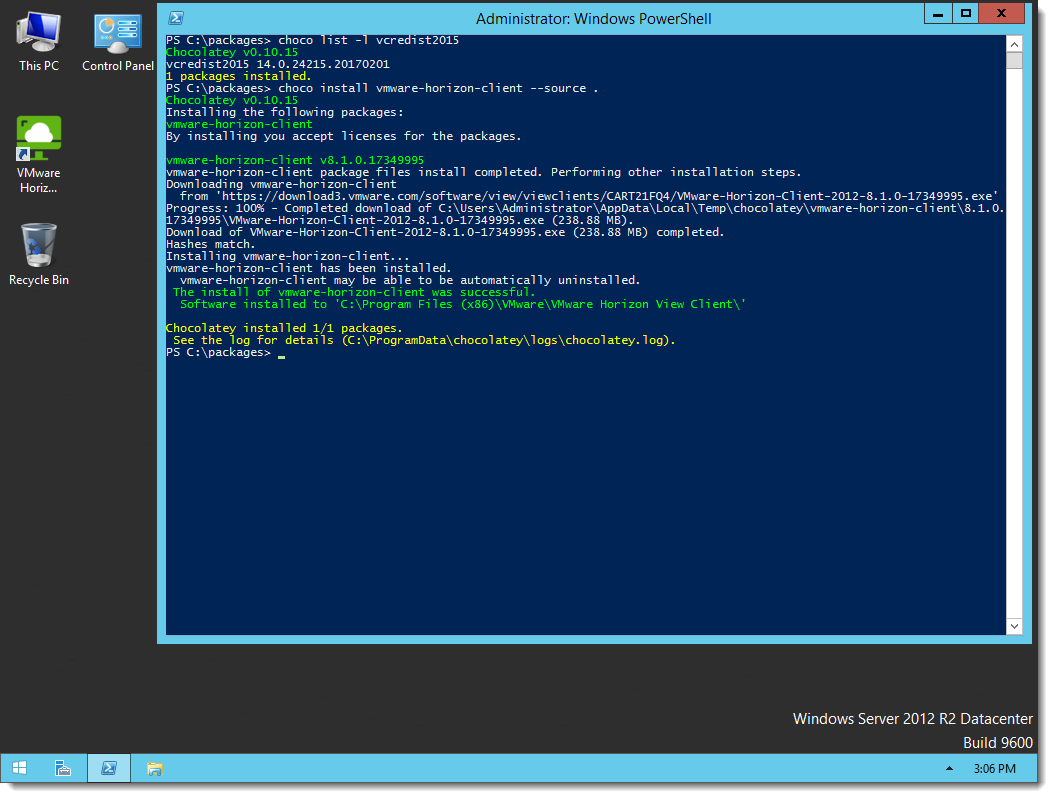 Administrator: Windows PowerShell
This PC
Control Panel
VMware
Horiz...
Recycle Bin
PS C:\packages> choco list -l vcredist2015
Chocolatey v0.10.15
vcredist2015 14.0.24215.20170201
1 packages installed.
PS C:\packages> choco install vmware-horizon-client --source .
Chocolatey v0.10.15
Installing the following packages:
vmware-horizon-client
By installing you accept licenses for the packages.
vmware-horizon-client v8.1.0.17349995
vmware-horizon-client package files install completed. Performing other installation steps.
Downloading vmware-horizon-client
  from 'https://download3.vmware.com/software/view/viewclients/CART21FQ4/VMware-Horizon-Client-2012-8.1.0-17349995.exe'
Progress: 100% - Completed download of C:\Users\Administrator\AppData\Local\Temp\chocolatey\vmware-horizon-client\8.1.0.
17349995\VMware-Horizon-Client-2012-8.1.0-17349995.exe (238.88 MB).
Download of VMware-Horizon-Client-2012-8.1.0-17349995.exe (238.88 MB) completed.
Hashes match.
Installing vmware-horizon-client...
vmware-horizon-client has been installed.
  vmware-horizon-client may be able to be automatically uninstalled.
 The install of vmware-horizon-client was successful.
  Software installed to 'C:\Program Files (x86)\VMware\VMware Horizon View Client\'
Chocolatey installed 1/1 packages.
 See the log for details (C:\ProgramData\chocolatey\logs\chocolatey.log).
PS C:\packages> _
Windows Server 2012 R2 Datacenter
Build 9600
3:06 PM